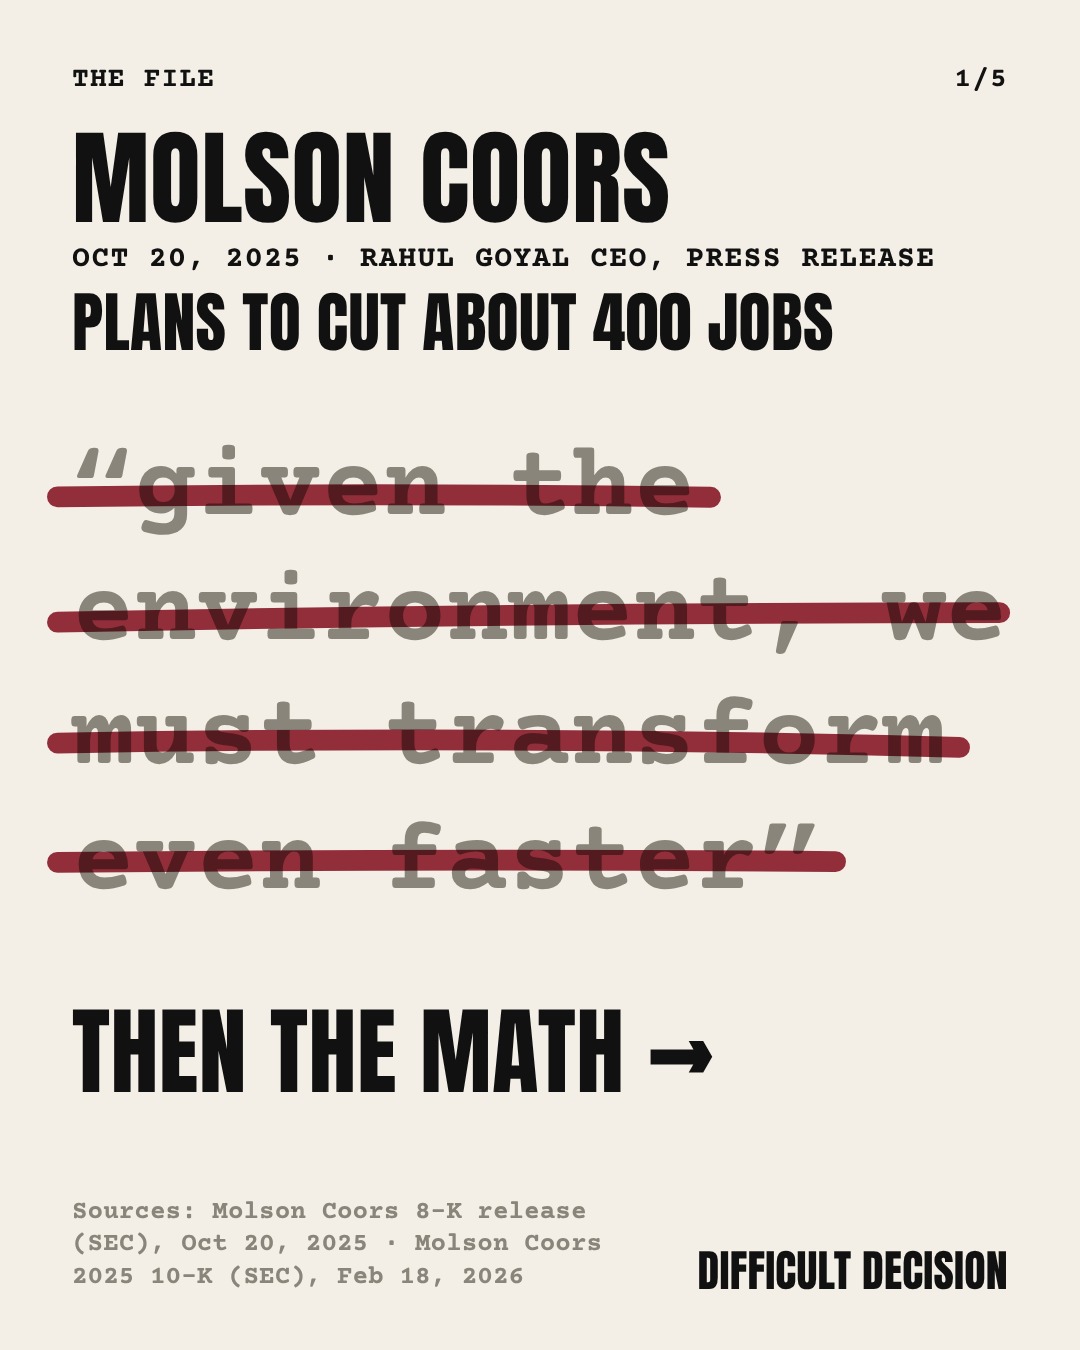 THE FILE
1/5
MOLSON COORS
OCT 20, 2025 · RAHUL GOYAL CEO, PRESS RELEASE
PLANS TO CUT ABOUT 400 JOBS
“given the
environment, we
must transform
even faster”
THEN THE MATH →
Sources: Molson Coors 8-K release
(SEC), Oct 20, 2025 · Molson Coors
2025 10-K (SEC), Feb 18, 2026
DIFFICULT DECISION